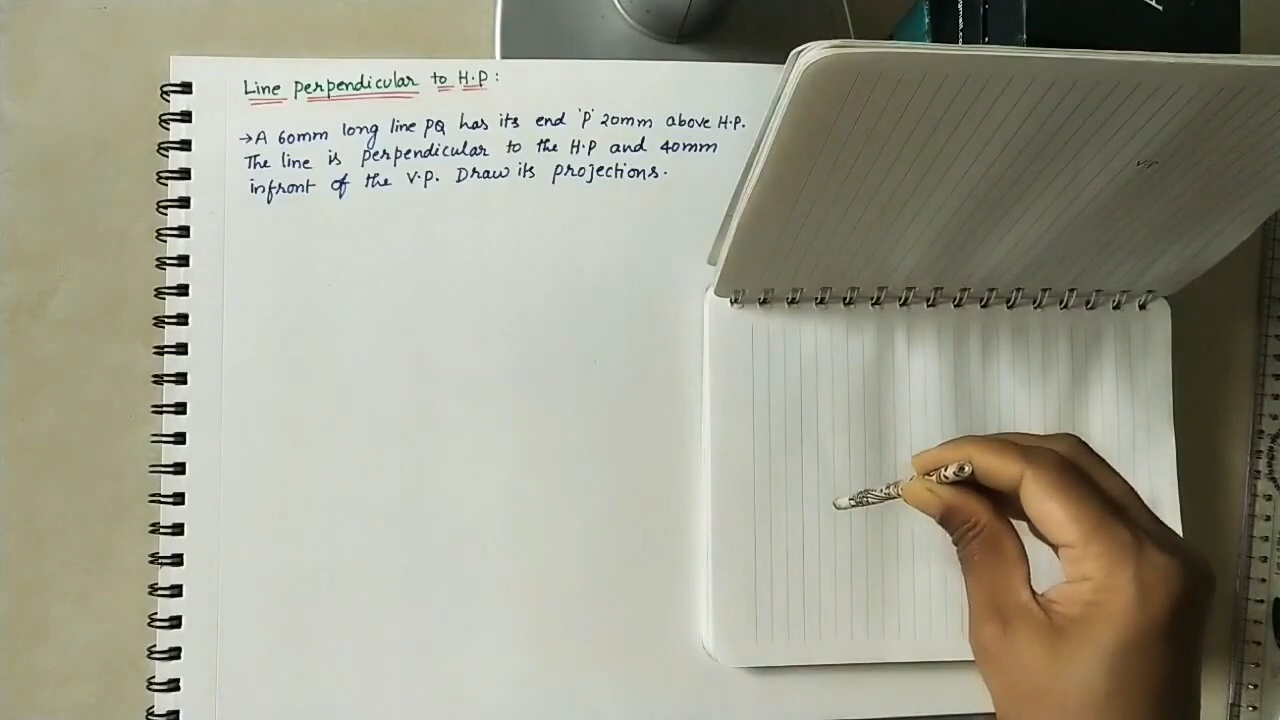 Line perpendicular to H.P :
→ A 60mm long line PQ has its end 'P' 20mm above H.P.
The line is perpendicular to the H.P and 40mm
infront of the V.P. Draw its projections.
V.P